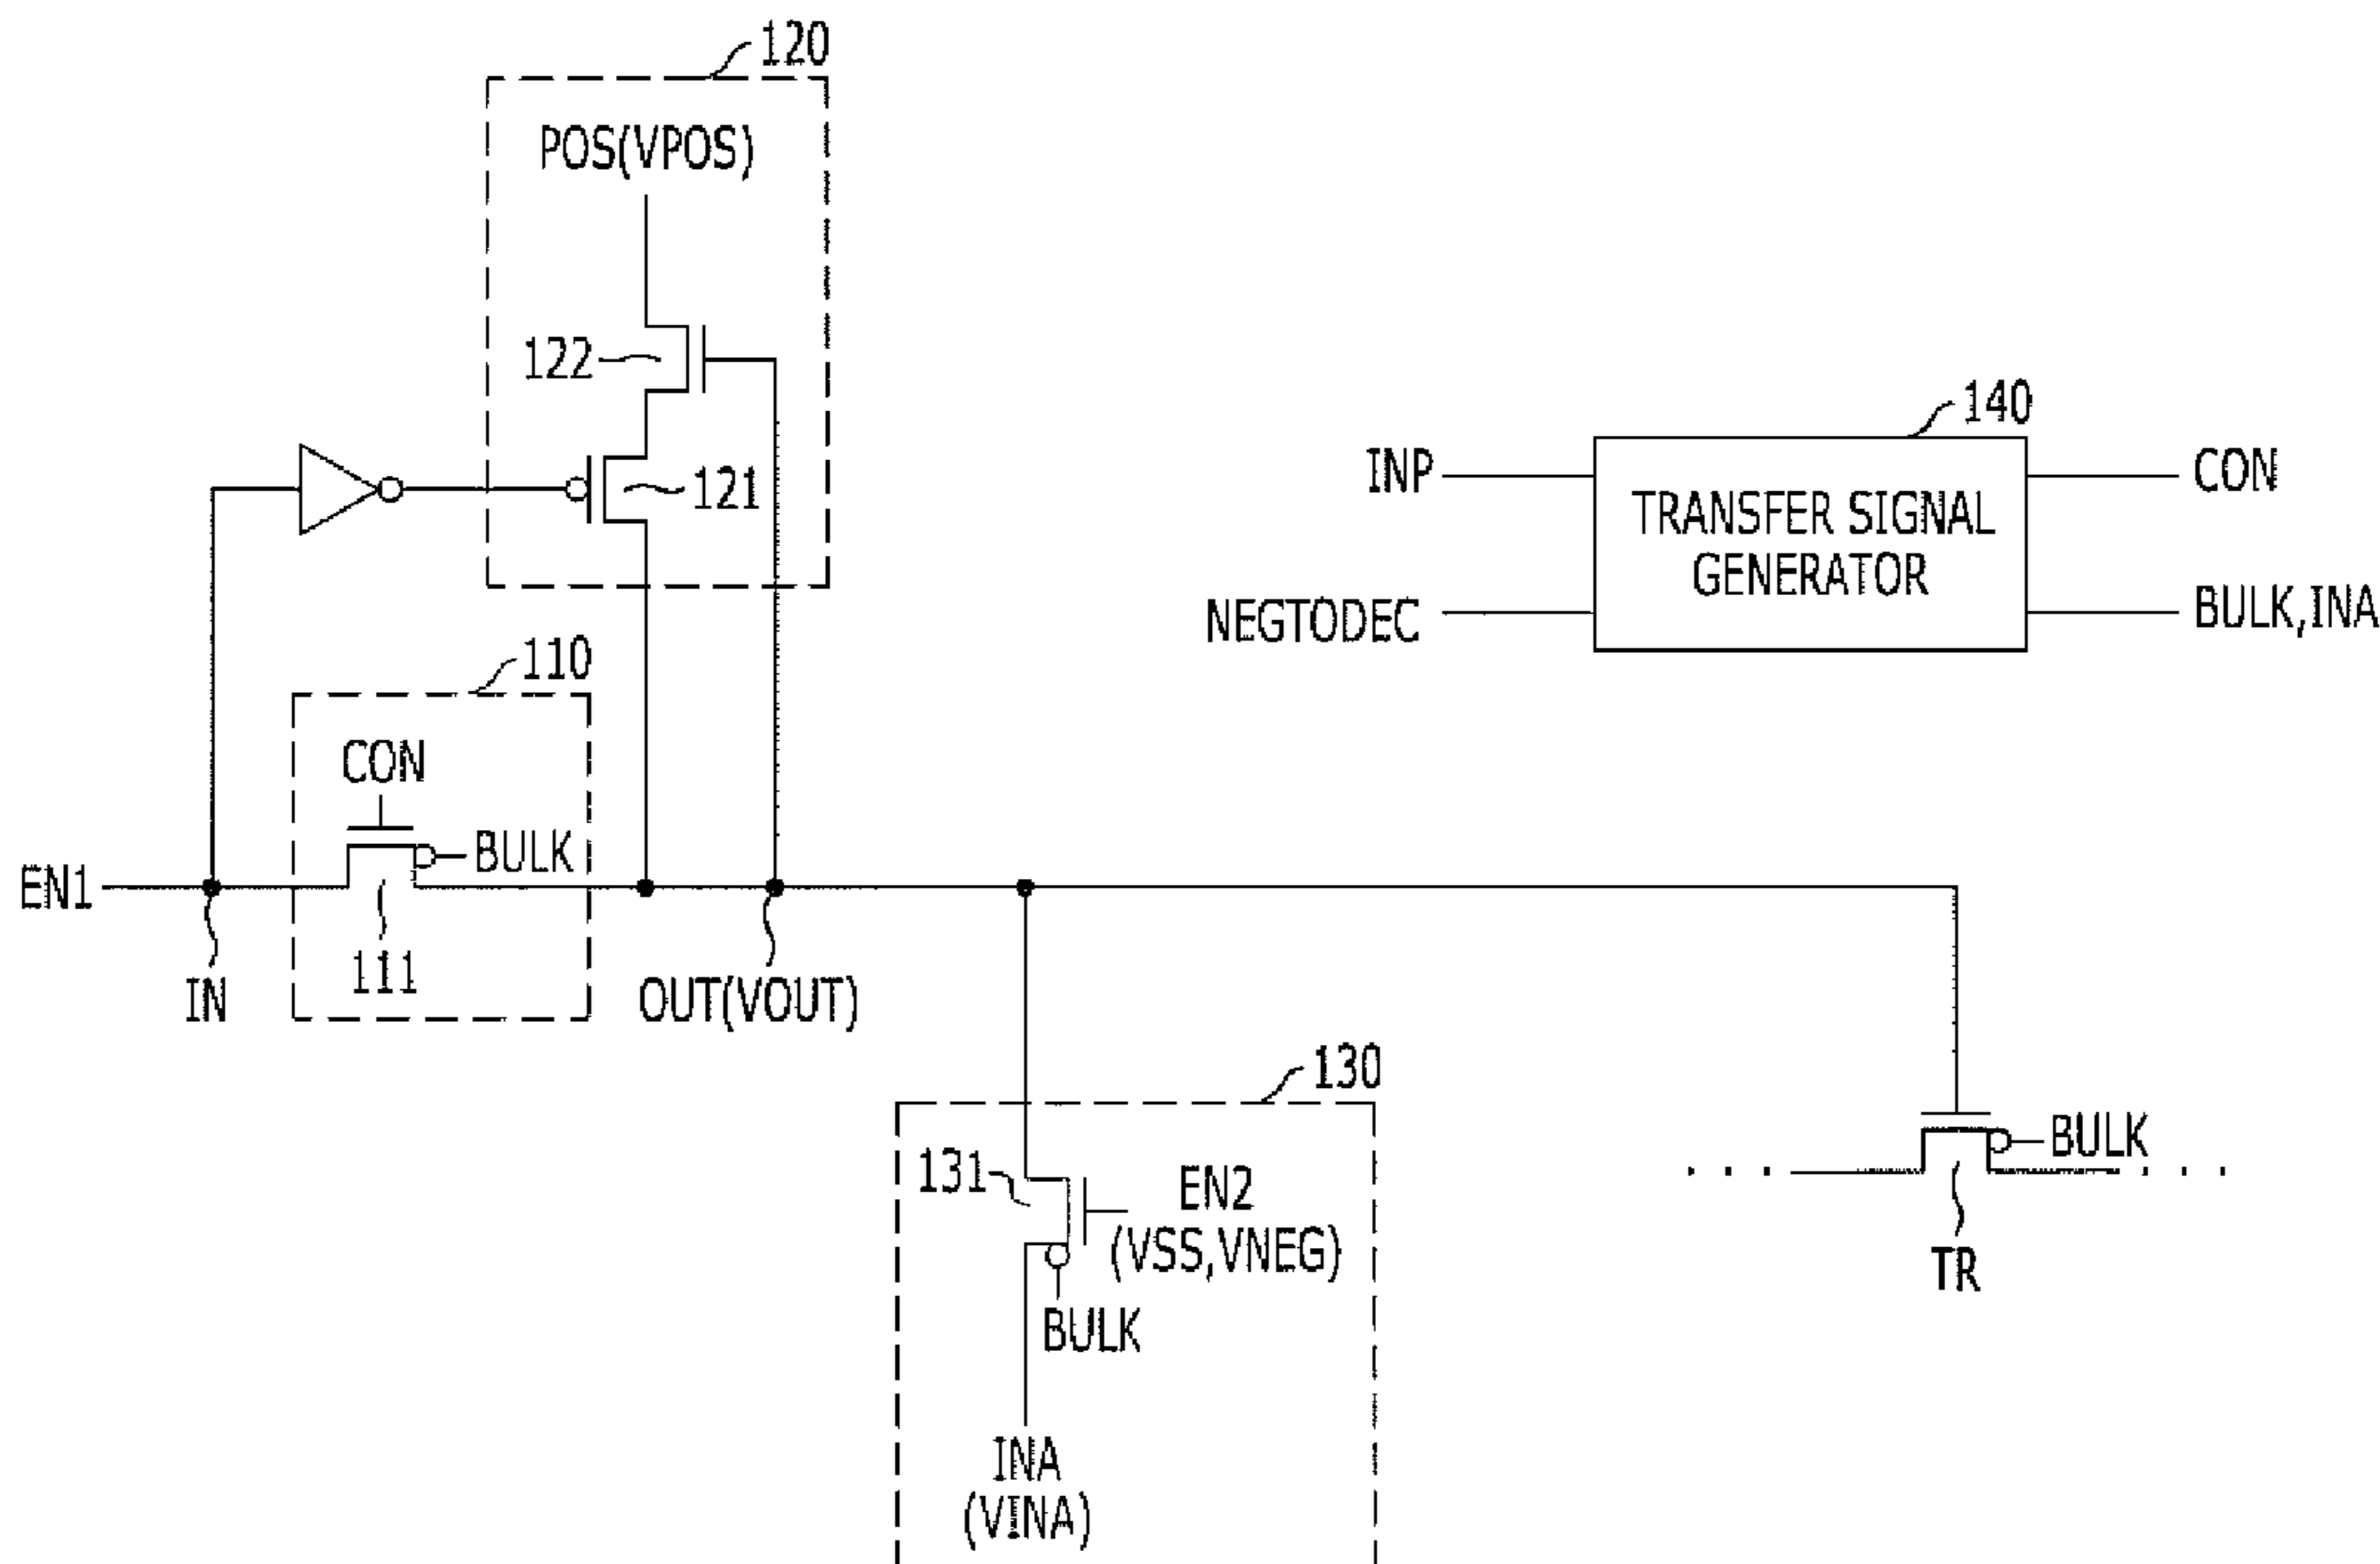 120
POS(VPOS)
122
121
140
INP
CON
TRANSFER SIGNAL
GENERATOR
NEGTODEC
BULK,INA
110
CON
BULK
EN1
111
IN
OUT(VOUT)
130
131
EN2
(VSS,VNEG)
BULK
BULK
TR
INA
(VINA)